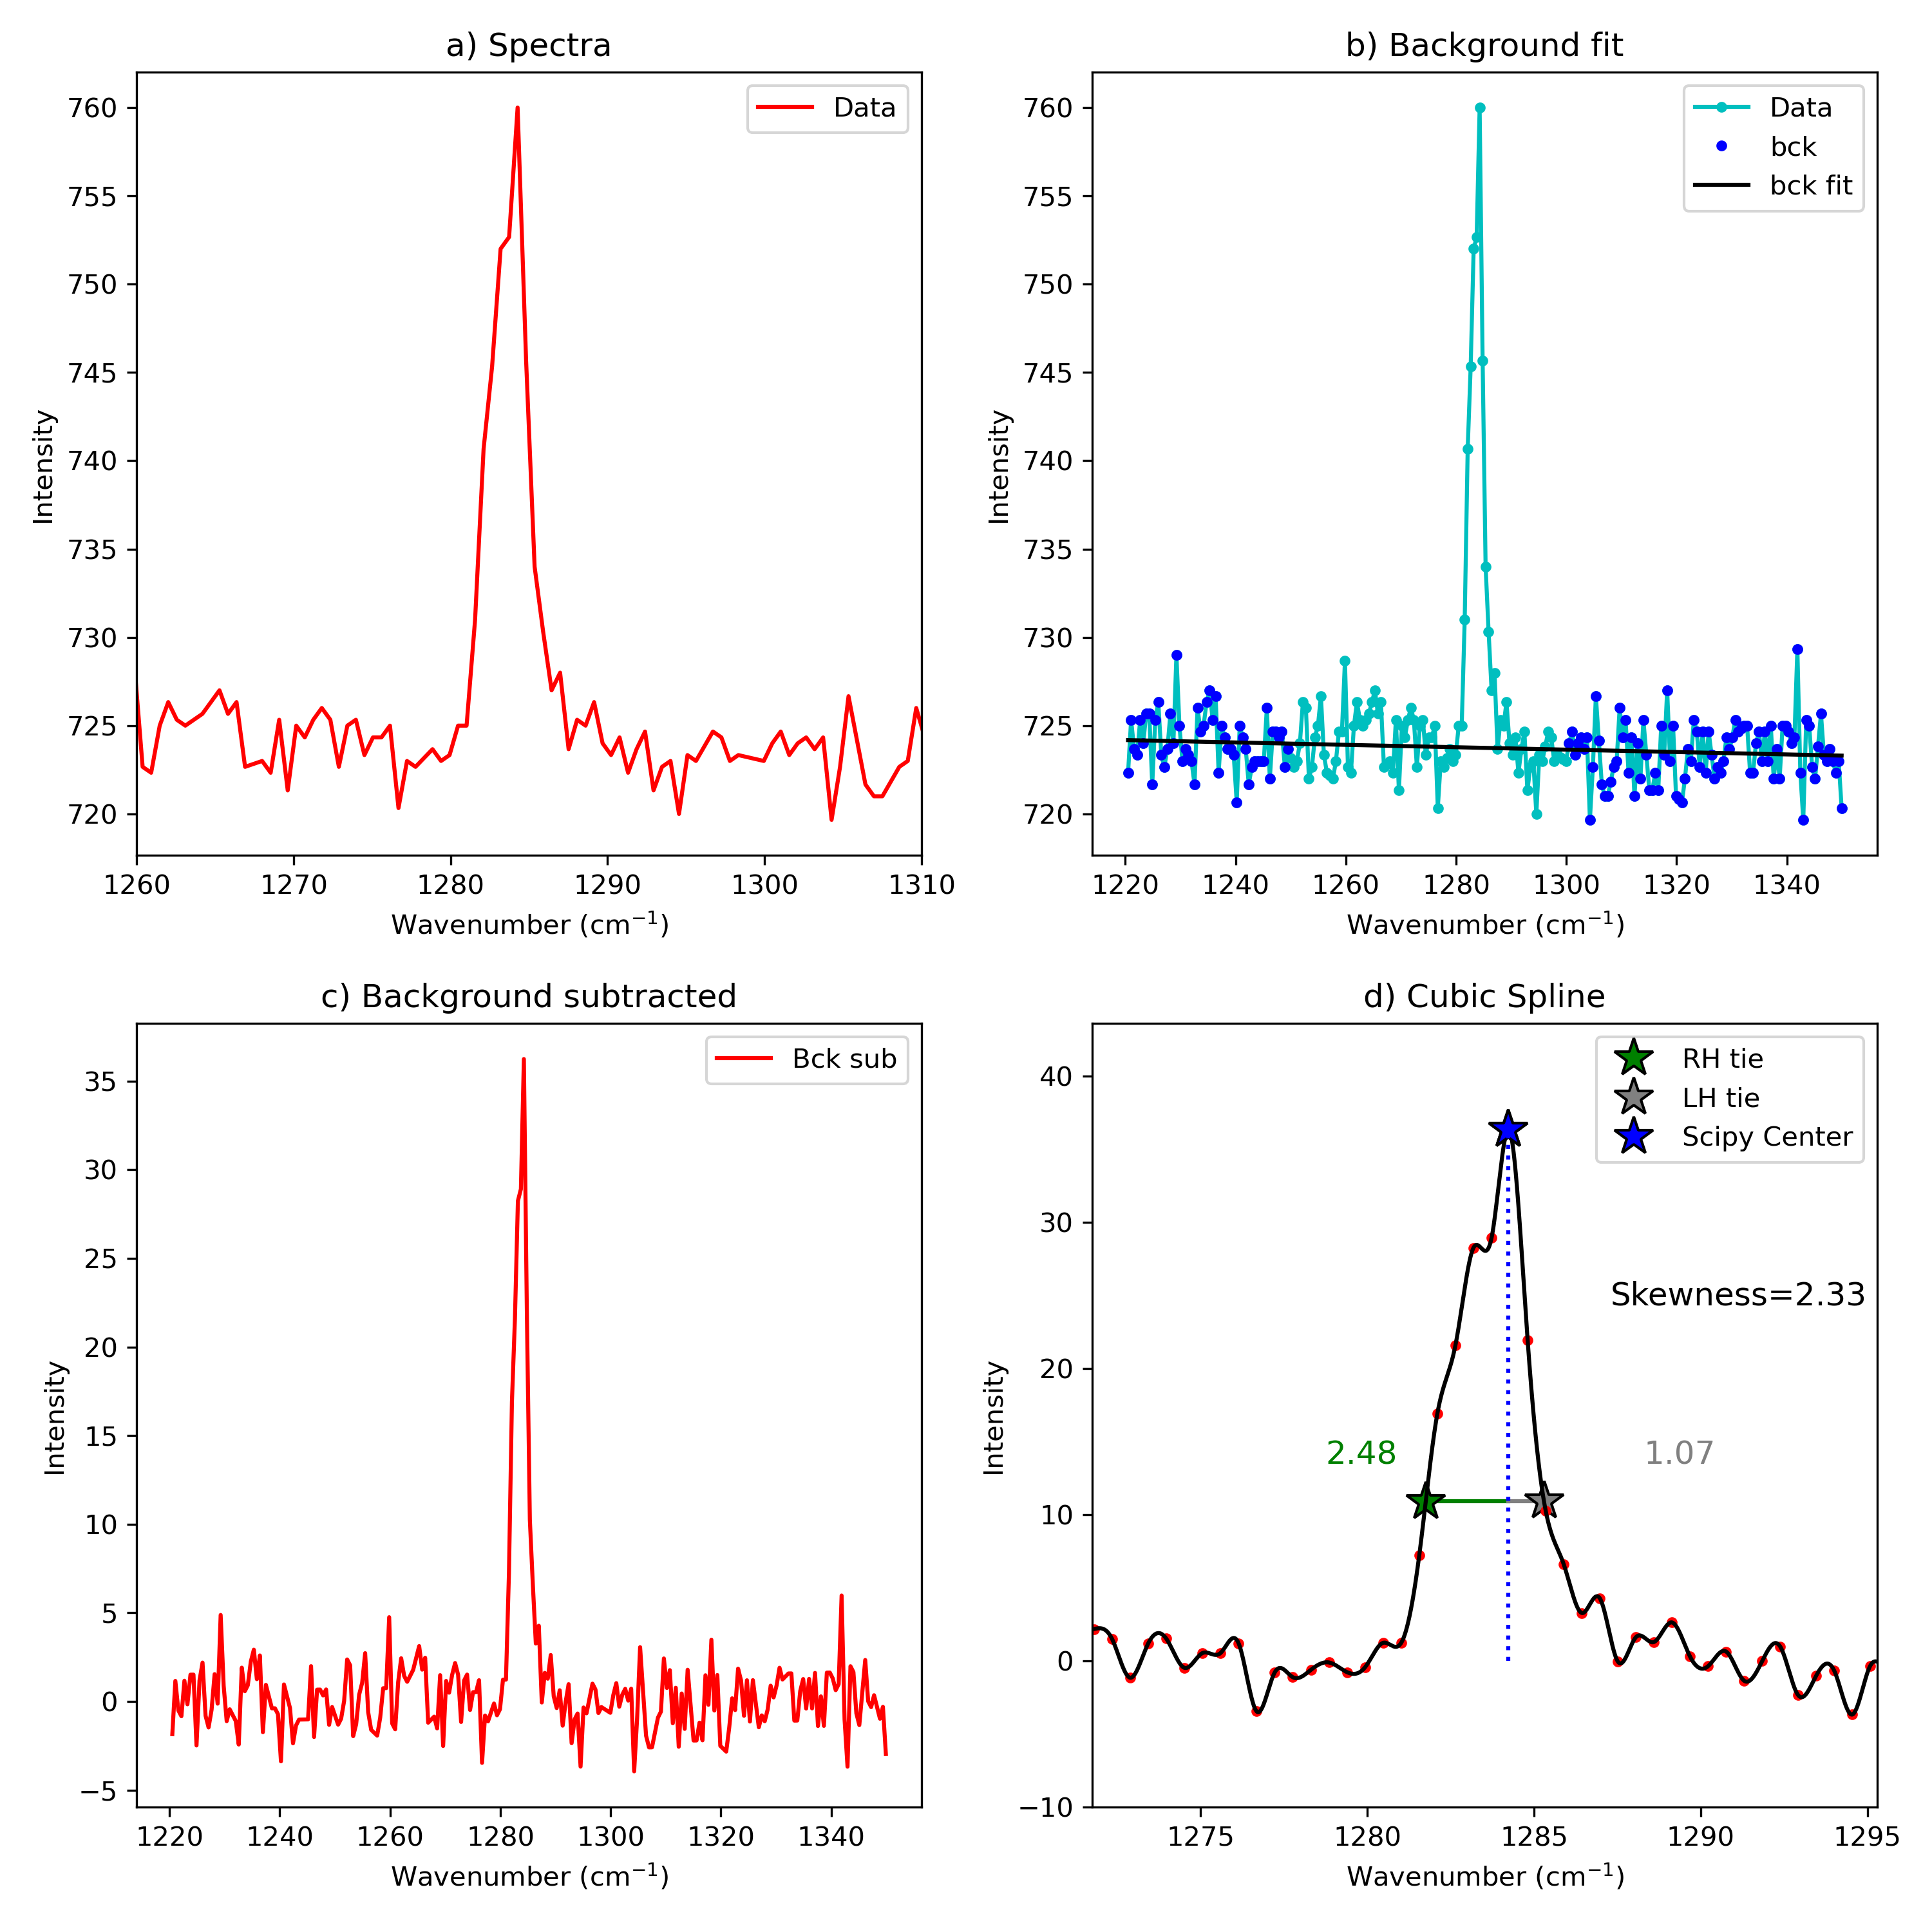 a) Spectra
Data
760
755
750
745
740
735
730
725
720
Intensity
1260 1270 1280 1290 1300 1310
Wavenumber (cm⁻¹)
b) Background fit
Data
bck
bck fit
760
755
750
745
740
735
730
725
720
Intensity
1220 1240 1260 1280 1300 1320 1340
Wavenumber (cm⁻¹)
c) Background subtracted
Bck sub
35
30
25
20
15
10
5
0
−5
Intensity
1220 1240 1260 1280 1300 1320 1340
Wavenumber (cm⁻¹)
d) Cubic Spline
RH tie
LH tie
Scipy Center
Skewness=2.33
2.48 1.07
40
30
20
10
0
−10
Intensity
1275 1280 1285 1290 1295
Wavenumber (cm⁻¹)